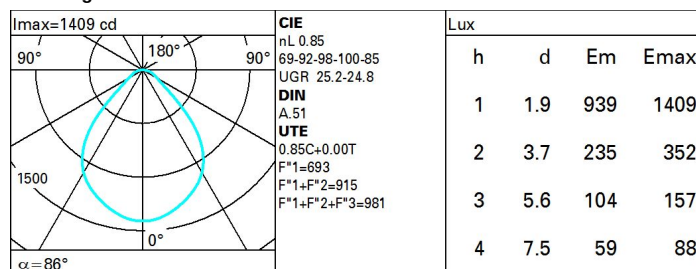 Imax=1409 cd
90° 180° 90°
1500
0°
α=86°
CIE
nL 0.85
69-92-98-100-85
UGR 25.2-24.8
DIN
A.51
UTE
0.85C+0.00T
F"1=693
F"1+F"2=915
F"1+F"2+F"3=981
Lux
h d Em Emax
1 1.9 939 1409
2 3.7 235 352
3 5.6 104 157
4 7.5 59 88